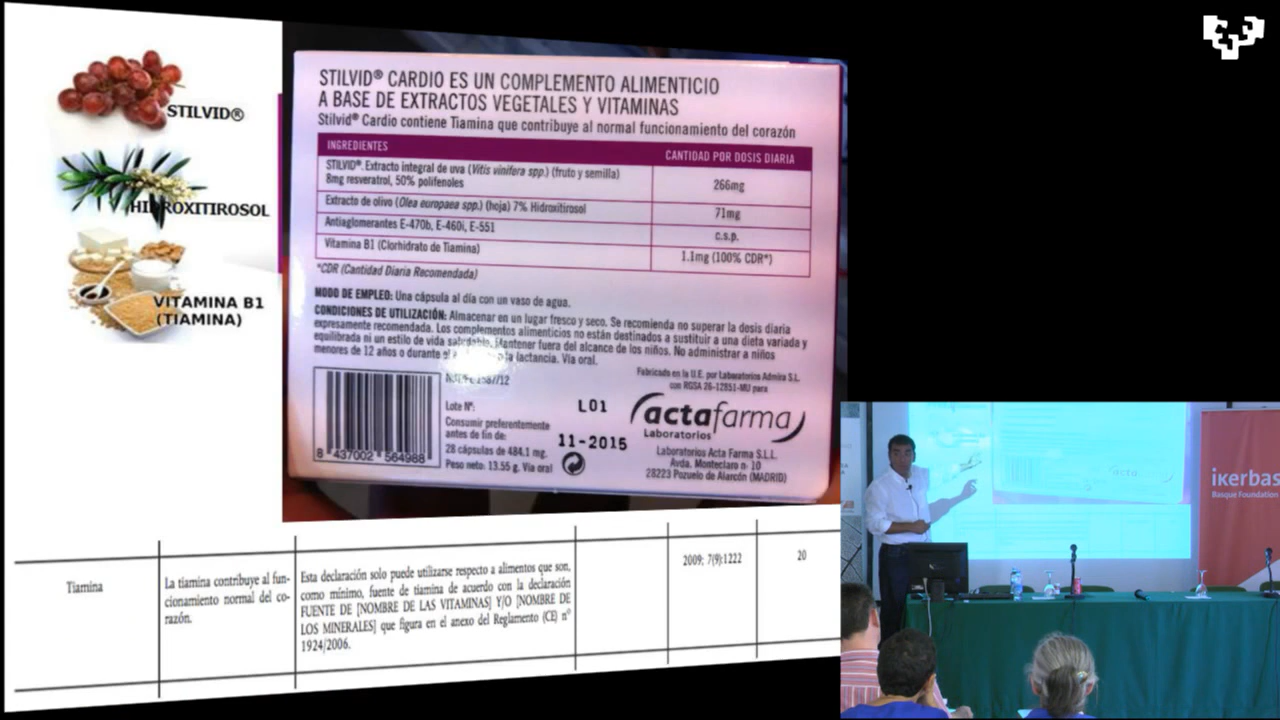 STILVID®
HIDROXITIROSOL
VITAMINA B1
(TIAMINA)
STILVID® CARDIO ES UN COMPLEMENTO ALIMENTICIO
A BASE DE EXTRACTOS VEGETALES Y VITAMINAS
Stilvid® Cardio contiene Tiamina que contribuye al normal funcionamiento del corazón
INGREDIENTES CANTIDAD POR DOSIS DIARIA
STILVID®. Extracto integral de uva (Vitis vinifera spp.) (fruto y semilla)
8mg resveratrol, 50% polifenoles 266mg
Extracto de olivo (Olea europaea spp.) (hoja) 7% Hidroxitirosol 71mg
Antiaglomerantes E-470b, E-460i, E-551 c.s.p.
Vitamina B1 (Clorhidrato de Tiamina) 1.1mg (100% CDR*)
*CDR (Cantidad Diaria Recomendada)
MODO DE EMPLEO: Una cápsula al día con un vaso de agua.
CONDICIONES DE UTILIZACIÓN: Almacenar en un lugar fresco y seco. Se recomienda no superar la dosis diaria
expresamente recomendada. Los complementos alimenticios no están destinados a sustituir a una dieta variada y
equilibrada ni un estilo de vida saludable. Mantener fuera del alcance de los niños. No administrar a niños
menores de 12 años o durante el la lactancia. Via oral.
Fabricado en la U.E. por Laboratorios Admira S.L.
con RGSA 26-12851-MU para
Lote Nº: L01
Consumir preferentemente
antes de fin de: 11-2015
28 cápsulas de 484.1 mg.
Peso neto: 13.55 g. Via oral
8 437002 564988
actafarma
Laboratorios
Laboratorios Acta Farma S.L.L.
Avda. Monteclaro n· 10
28223 Pozuelo de Alarcón (MADRID)
Tiamina
La tiamina contribuye al fun-
cionamiento normal del co-
razón.
Esta declaración solo puede utilizarse respecto a alimentos que son,
como mínimo, fuente de tiamina de acuerdo con la declaración
FUENTE DE [NOMBRE DE LAS VITAMINAS] Y/O [NOMBRE DE
LOS MINERALES] que figura en el anexo del Reglamento (CE) nº
1924/2006.
2009; 7(9):1222
20
ikerbas
Basque Foundation